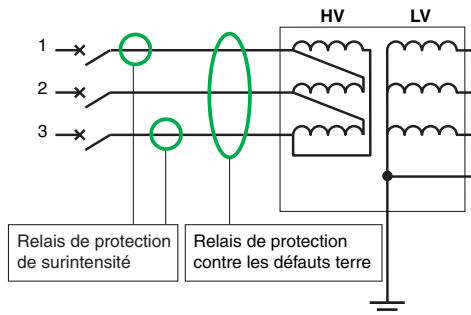 HV LV
1
2
3
Relais de protection
de surintensité
Relais de protection
contre les défauts terre